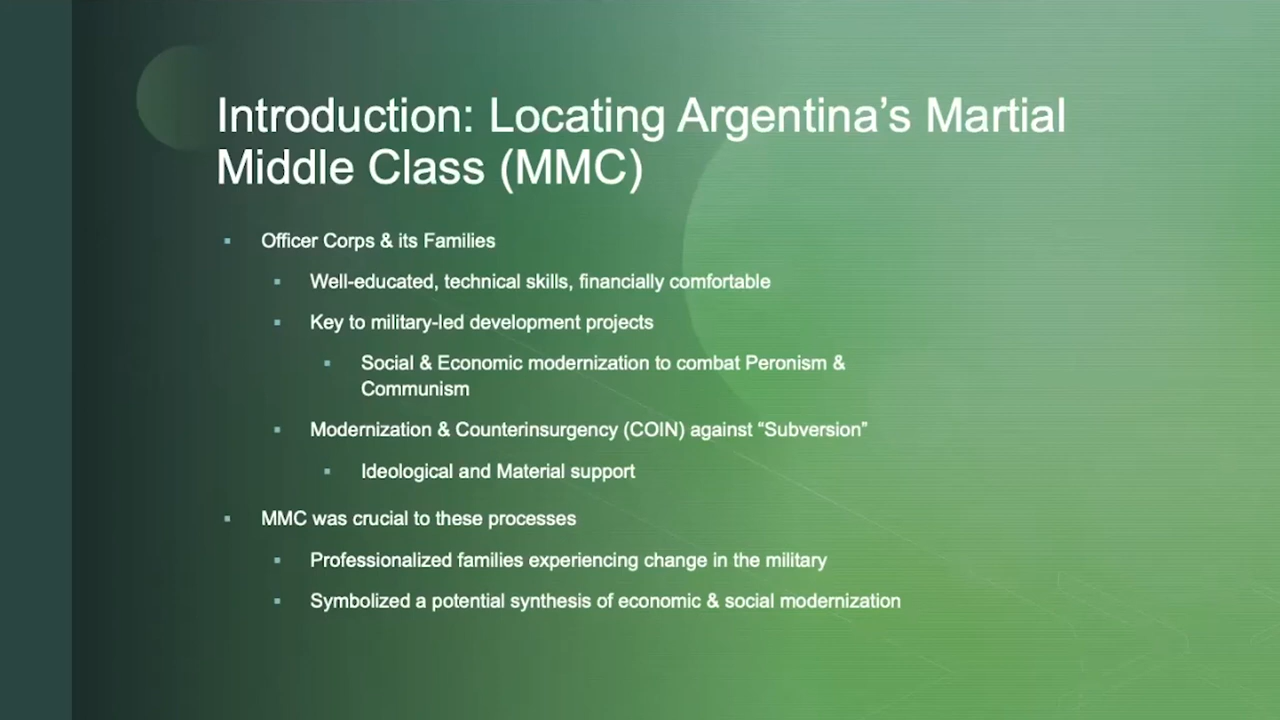 Introduction: Locating Argentina’s Martial
Middle Class (MMC)
Officer Corps & its Families
Well-educated, technical skills, financially comfortable
Key to military-led development projects
Social & Economic modernization to combat Peronism &
Communism
Modernization & Counterinsurgency (COIN) against “Subversion”
Ideological and Material support
MMC was crucial to these processes
Professionalized families experiencing change in the military
Symbolized a potential synthesis of economic & social modernization